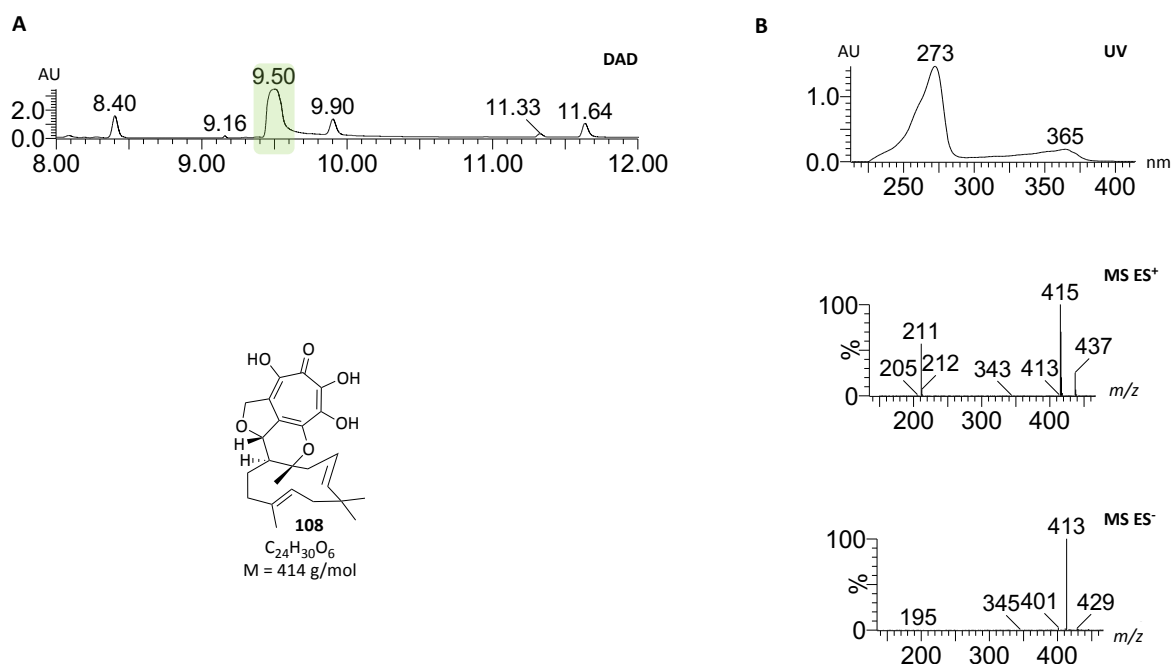 A
DAD
AU
2.0
0.0
8.40
9.16
9.50
9.90
11.33
11.64
8.00 9.00 10.00 11.00 12.00
HO
O
OH
OH
O
O
H
H
108
C₂₄H₃₀O₆
M = 414 g/mol
B
UV
AU
273
1.0
365
0.0
nm
250 300 350 400
MS ES⁺
100
415
%
211
437
205
212
343
413
0
m/z
200 300 400
MS ES⁻
100
413
%
195
345
401
429
0
m/z
200 300 400